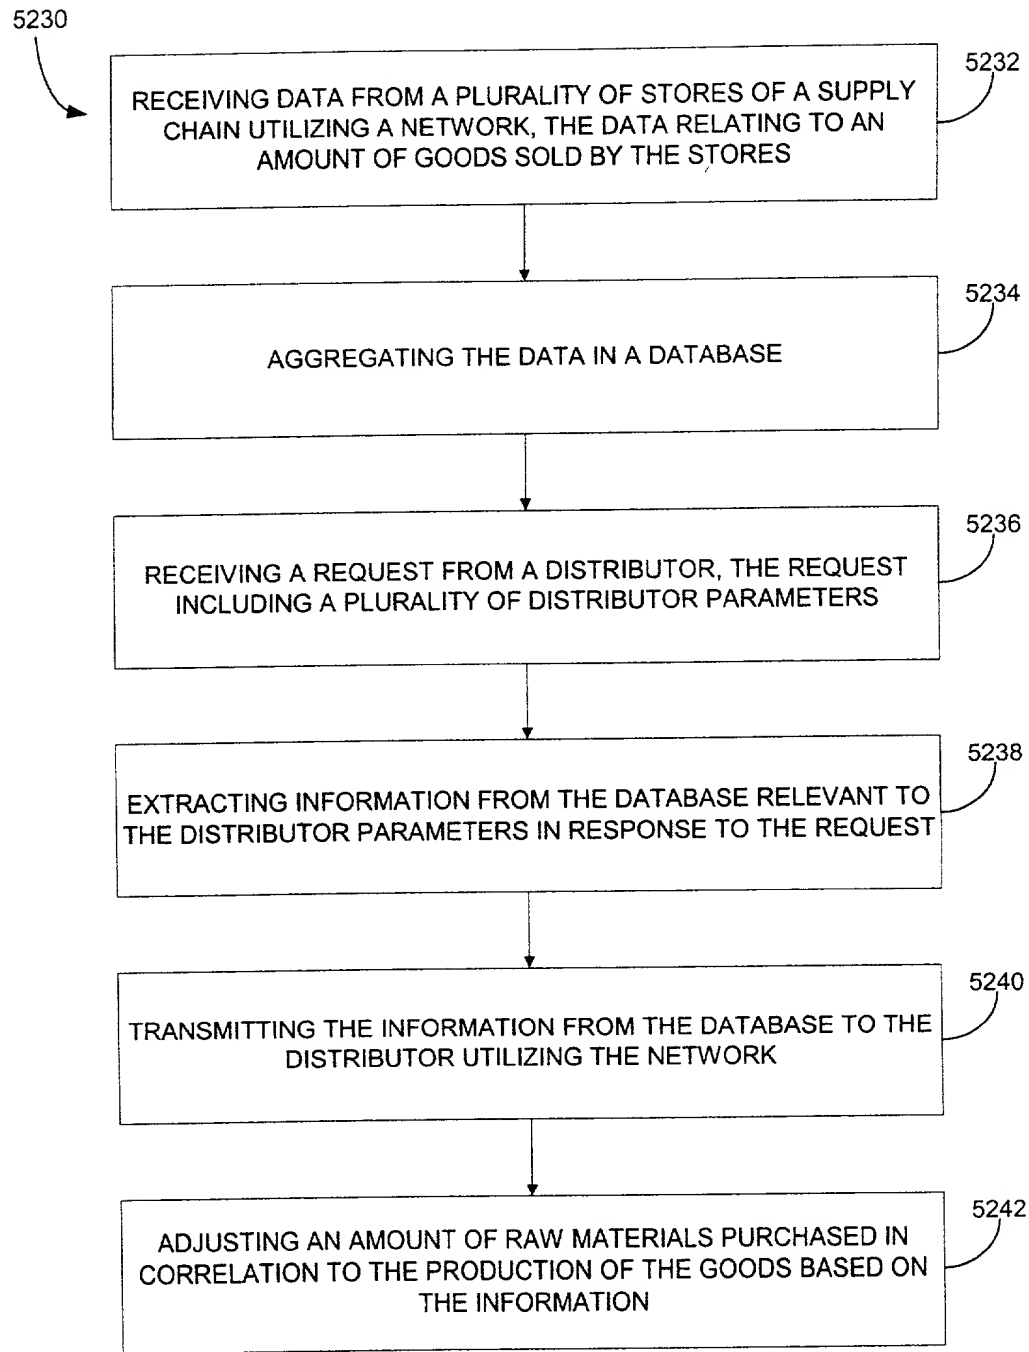 5230
5232
RECEIVING DATA FROM A PLURALITY OF STORES OF A SUPPLY
CHAIN UTILIZING A NETWORK, THE DATA RELATING TO AN
AMOUNT OF GOODS SOLD BY THE STORES
5234
AGGREGATING THE DATA IN A DATABASE
5236
RECEIVING A REQUEST FROM A DISTRIBUTOR, THE REQUEST
INCLUDING A PLURALITY OF DISTRIBUTOR PARAMETERS
5238
EXTRACTING INFORMATION FROM THE DATABASE RELEVANT TO
THE DISTRIBUTOR PARAMETERS IN RESPONSE TO THE REQUEST
5240
TRANSMITTING THE INFORMATION FROM THE DATABASE TO THE
DISTRIBUTOR UTILIZING THE NETWORK
5242
ADJUSTING AN AMOUNT OF RAW MATERIALS PURCHASED IN
CORRELATION TO THE PRODUCTION OF THE GOODS BASED ON
THE INFORMATION